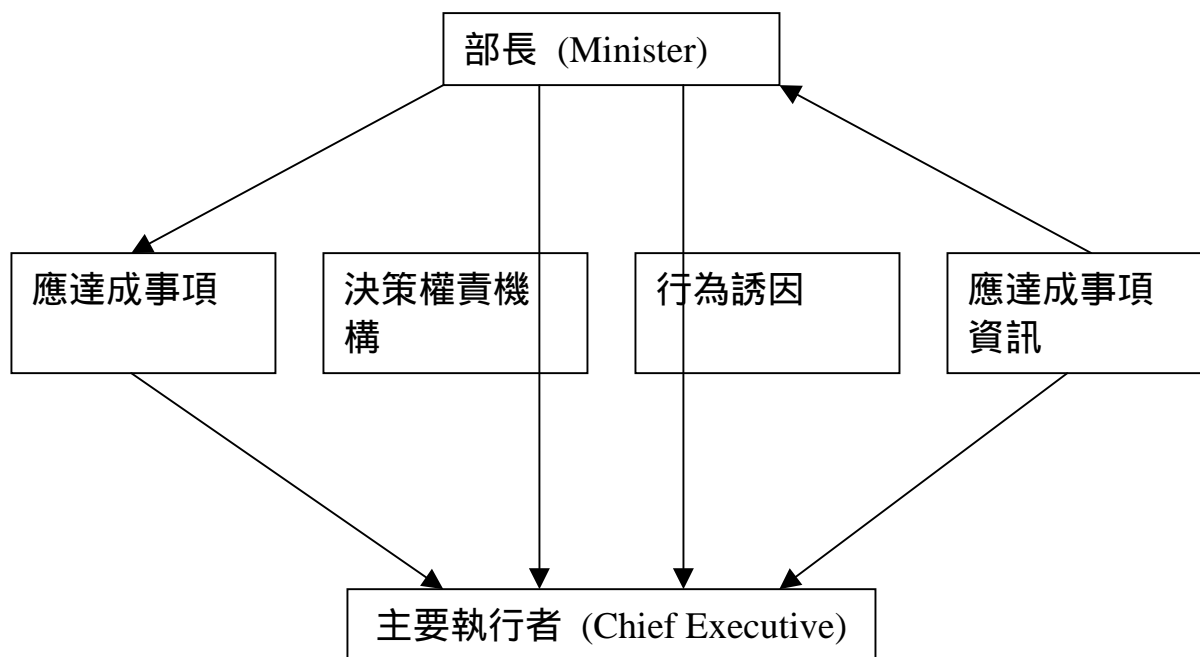 部長 (Minister)
應達成事項
決策權責機
構
行為誘因
應達成事項
資訊
主要執行者 (Chief Executive)